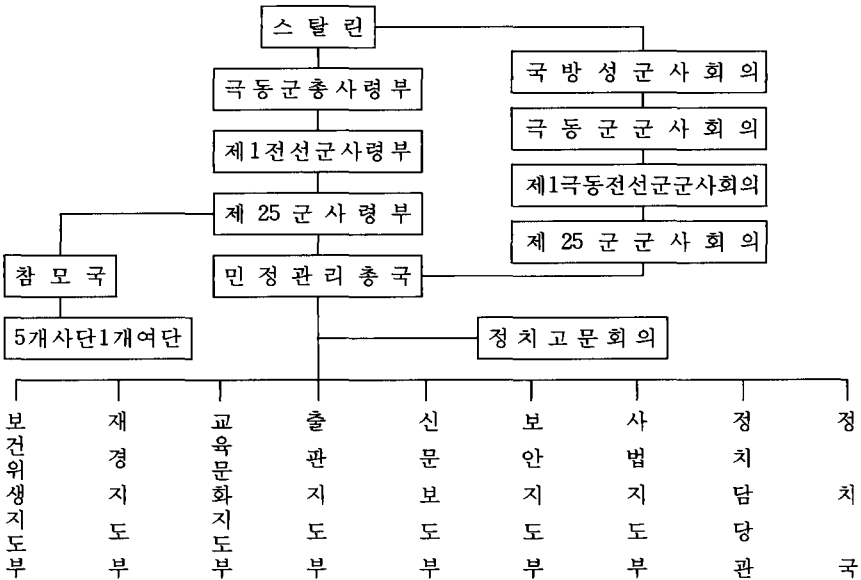 스탈린
국방성군사회의
극동군총사령부
극동군군사회의
제1전선군사령부
제1극동전선군군사회의
제25군사령부
제25군군사회의
참모국
민정관리총국
5개사단1개여단
정치고문회의
보건위생지도부
재경지도부
교육문화지도부
출판지도부
신문보도부
보안지도부
사법지도부
정치담당관
정치국